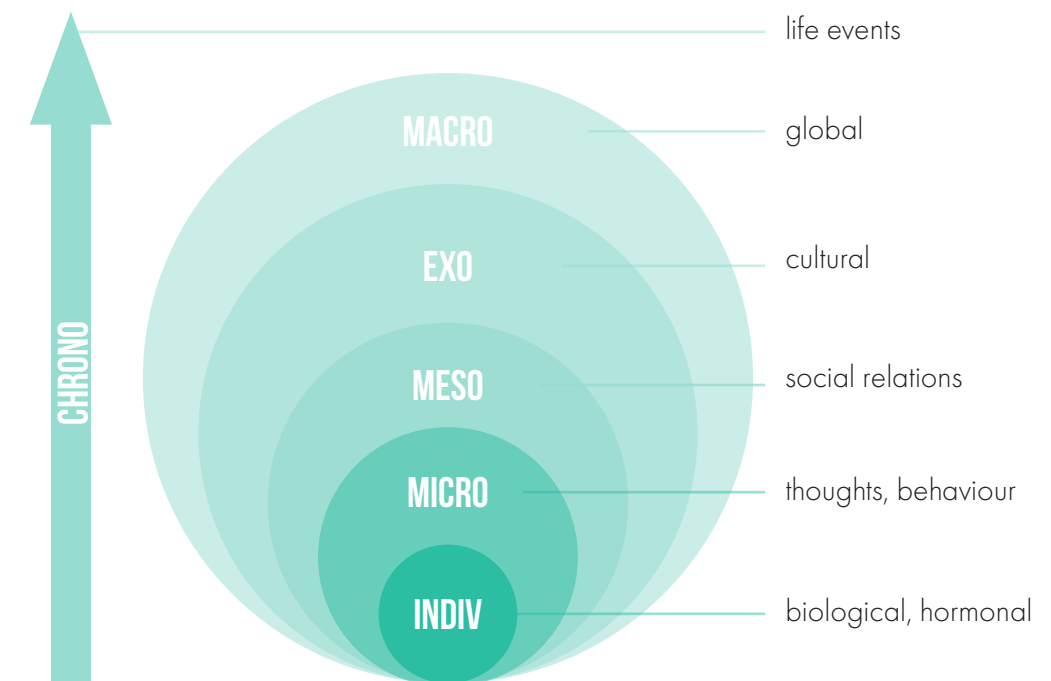 life events
MACRO
global
EXO
cultural
CHRONO
MESO
social relations
MICRO
thoughts, behaviour
INDIV
biological, hormonal